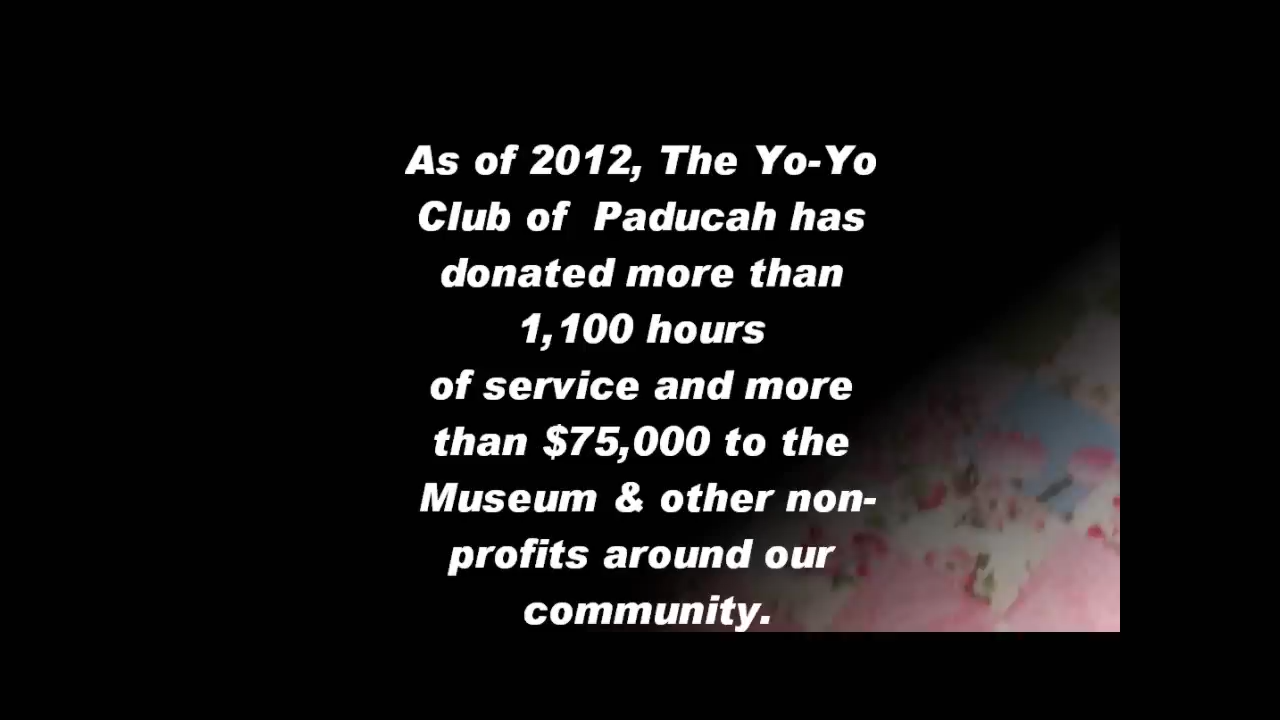 As of 2012, The Yo-Yo
Club of  Paducah has
donated more than
1,100 hours
of service and more
than $75,000 to the
Museum & other non-
profits around our
community.